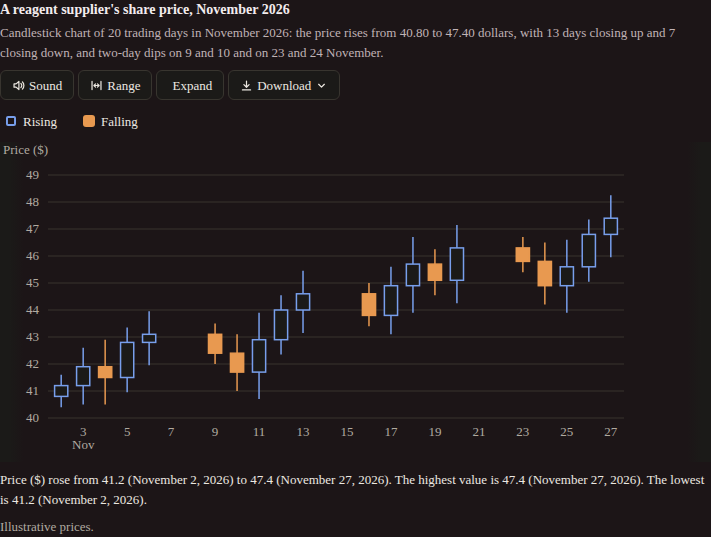 A reagent supplier's share price, November 2026
Candlestick chart of 20 trading days in November 2026: the price rises from 40.80 to 47.40 dollars, with 13 days closing up and 7
closing down, and two-day dips on 9 and 10 and on 23 and 24 November.
Sound Range Expand Download
Rising Falling
Price ($)
49
48
47
46
45
44
43
42
41
40
3 5 7 9 11 13 15 17 19 21 23 25 27
Nov
Price ($) rose from 41.2 (November 2, 2026) to 47.4 (November 27, 2026). The highest value is 47.4 (November 27, 2026). The lowest
is 41.2 (November 2, 2026).
Illustrative prices.